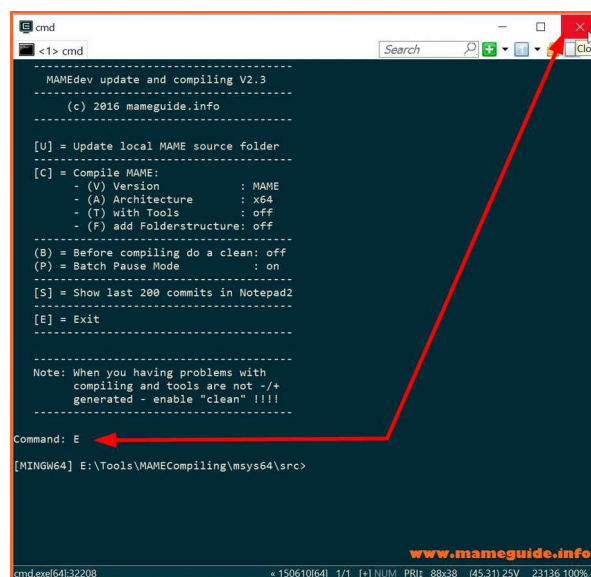 cmd
<1> cmd
Search
Clo
MAMEdev update and compiling V2.3
(c) 2016 mameguide.info
[U] = Update local MAME source folder
[C] = Compile MAME:
- (V) Version : MAME
- (A) Architecture : x64
- (T) with Tools : off
- (F) add Folderstructure: off
(B) = Before compiling do a clean: off
(P) = Batch Pause Mode : on
[S] = Show last 200 commits in Notepad2
[E] = Exit
Note: When you having problems with
compiling and tools are not -/+
generated - enable "clean" !!!!
Command: E
[MINGW64] E:\Tools\MAMECompiling\msys64\src>
www.mameguide.info
cmd.exe[64]:32208 « 150610[64] 1/1 [+] NUM PRI‡ 88x38 (45,31) 25V 23136 100%